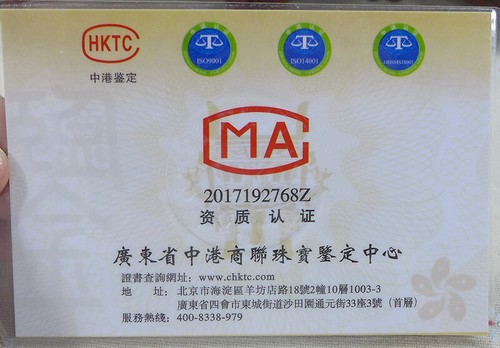 HKTC
中港鉴定
ISO9001
ISO14001
OHSMS18001
CMA
2017192768Z
资质认证
廣東省中港商聯珠寶鑒定中心
證書查詢網址：www.chktc.com
地 址：北京市海淀區羊坊店路18號2幢10層1003-3
廣東省四會市東城街道沙田園通元街33座3號（首層）
服務熱綫：400-8338-979